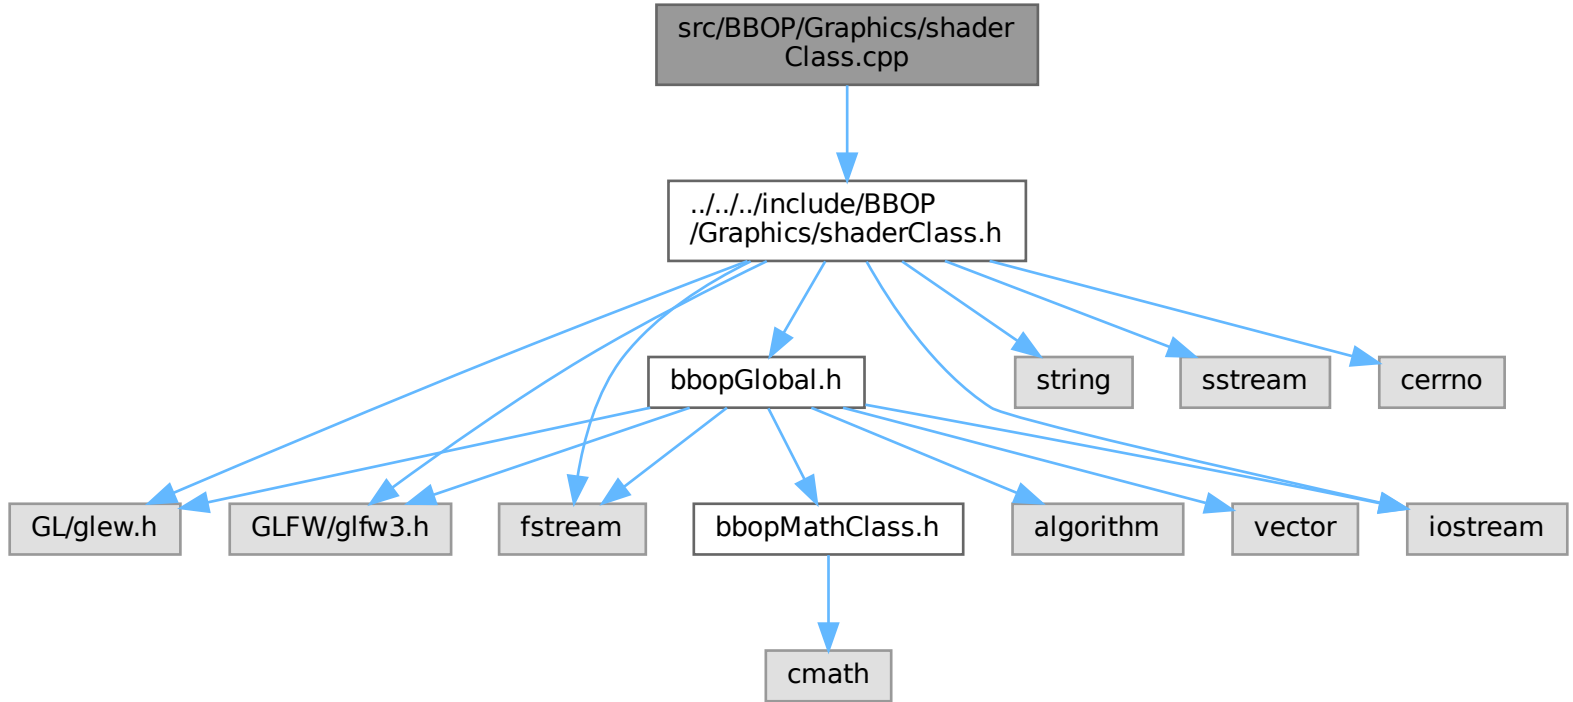 src/BBOP/Graphics/shader
Class.cpp
../../../include/BBOP
/Graphics/shaderClass.h
bbopGlobal.h
string
sstream
cerrno
GL/glew.h
GLFW/glfw3.h
fstream
bbopMathClass.h
algorithm
vector
iostream
cmath